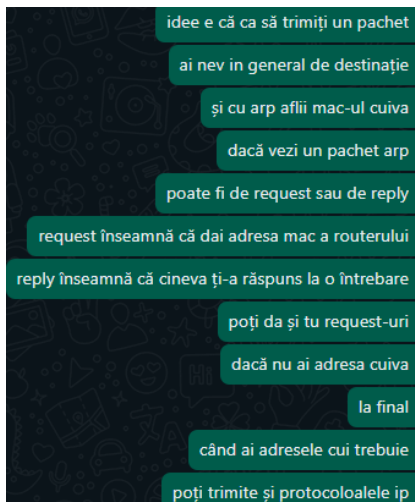 idee e că ca să trimiți un pachet
ai nev in general de destinație
și cu arp aflii mac-ul cuiva
dacă vezi un pachet arp
poate fi de request sau de reply
request înseamnă că dai adresa mac a routerului
reply înseamnă că cineva ți-a răspuns la o întrebare
poți da și tu request-uri
dacă nu ai adresa cuiva
la final
când ai adresele cui trebuie
poți trimite și protocoloalele ip